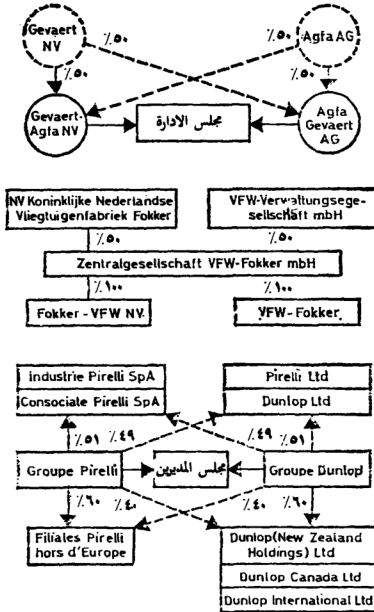 Gevaert
NV
Agfa AG
٪٥٠ ٪٥٠
٪٥٠ ٪٥٠
Gevaert-
Agfa NV
مجلس الادارة
Agfa
Gevaert
AG
NV Koninklijke Nederlandse
Vliegtuigenfabriek Fokker
VFW-Verwaltungsege-
sellschaft mbH
٪٥٠ ٪٥٠
Zentralgesellschaft VFW-Fokker mbH
٪١٠٠ ٪١٠٠
Fokker - VFW NV.
VFW-Fokker
Industrie Pirelli SpA
Consociate Pirelli SpA
Pirelli Ltd
Dunlop Ltd
٪٥١ ٪٤٩ ٪٤٩ ٪٥١
Groupe Pirelli
مجلس المديرين
Groupe Dunlop
٪٦٠ ٪٤٠ ٪٤٠ ٪٦٠
Filiales Pirelli
hors d'Europe
Dunlop(New Zealand
Holdings) Ltd
Dunlop Canada Ltd
Dunlop International Ltd